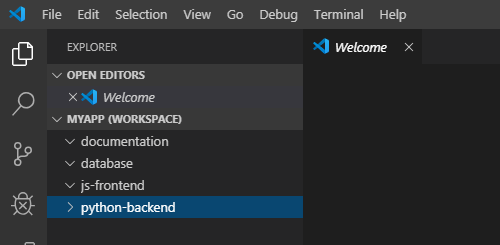 File Edit Selection View Go Debug Terminal Help
EXPLORER
Welcome
OPEN EDITORS
Welcome
MYAPP (WORKSPACE)
documentation
database
js-frontend
python-backend